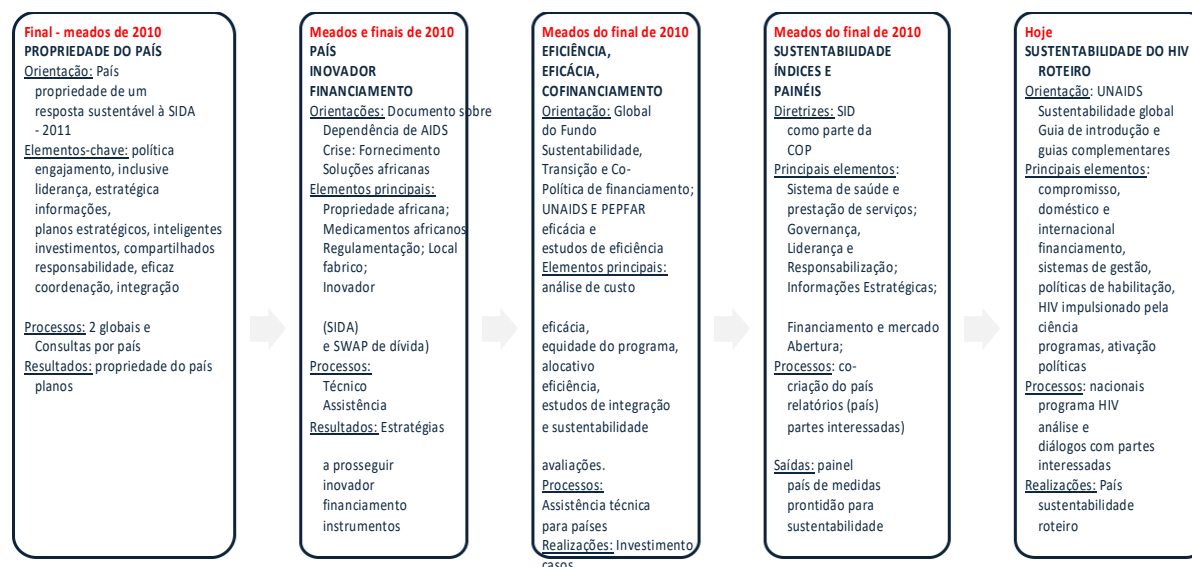 Final - meados de 2010
PROPRIEDADE DO PAÍS
Orientação: País
propriedade de um
resposta sustentável à SIDA
- 2011
Elementos-chave: política
engajamento, inclusive
liderança, estratégica
informações,
planos estratégicos, inteligentes
investimentos, compartilhados
responsabilidade, eficaz
coordenação, integração
Processos: 2 globais e
Consultas por país
Resultados: propriedade do país
planos
Meados e finais de 2010
PAÍS
INOVADOR
FINANCIAMENTO
Orientações: Documento sobre
Dependência de AIDS
Crise: Fornecimento
Soluções africanas
Elementos principais:
Propriedade africana;
Medicamentos africanos
Regulamentação; Local
fabrico;
Inovador
(SIDA)
e SWAP de dívida)
Processos:
Técnico
Assistência
Resultados: Estratégias
a prosseguir
inovador
financiamento
instrumentos
Meados do final de 2010
EFICIÊNCIA,
EFICÁCIA,
COFINANCIAMENTO
Orientação: Global
do Fundo
Sustentabilidade,
Transição e Co-
Política de financiamento;
UNAIDS E PEPFAR
eficácia e
estudos de eficiência
Elementos principais:
análise de custo
eficácia,
equidade do programa,
alocativo
eficiência,
estudos de integração
e sustentabilidade
avaliações.
Processos:
Assistência técnica
para países
Realizações: Investimento
casos
Meados do final de 2010
SUSTENTABILIDADE
ÍNDICES E
PAINÉIS
Diretrizes: SID
como parte da
COP
Principais elementos:
Sistema de saúde e
prestação de serviços;
Governança,
Liderança e
Responsabilização;
Informações Estratégicas;
Financiamento e mercado
Abertura;
Processos: co-
criação do país
relatórios (país)
partes interessadas)
Saídas: painel
país de medidas
prontidão para
sustentabilidade
Hoje
SUSTENTABILIDADE DO HIV
ROTEIRO
Orientação: UNAIDS
Sustentabilidade global
Guia de introdução e
guias complementares
Principais elementos:
compromisso,
doméstico e
internacional
financiamento,
sistemas de gestão,
políticas de habilitação,
HIV impulsionado pela
ciência
programas, ativação
políticas
Processos: nacionais
programa HIV
análise e
diálogos com partes
interessadas
Realizações: País
sustentabilidade
roteiro